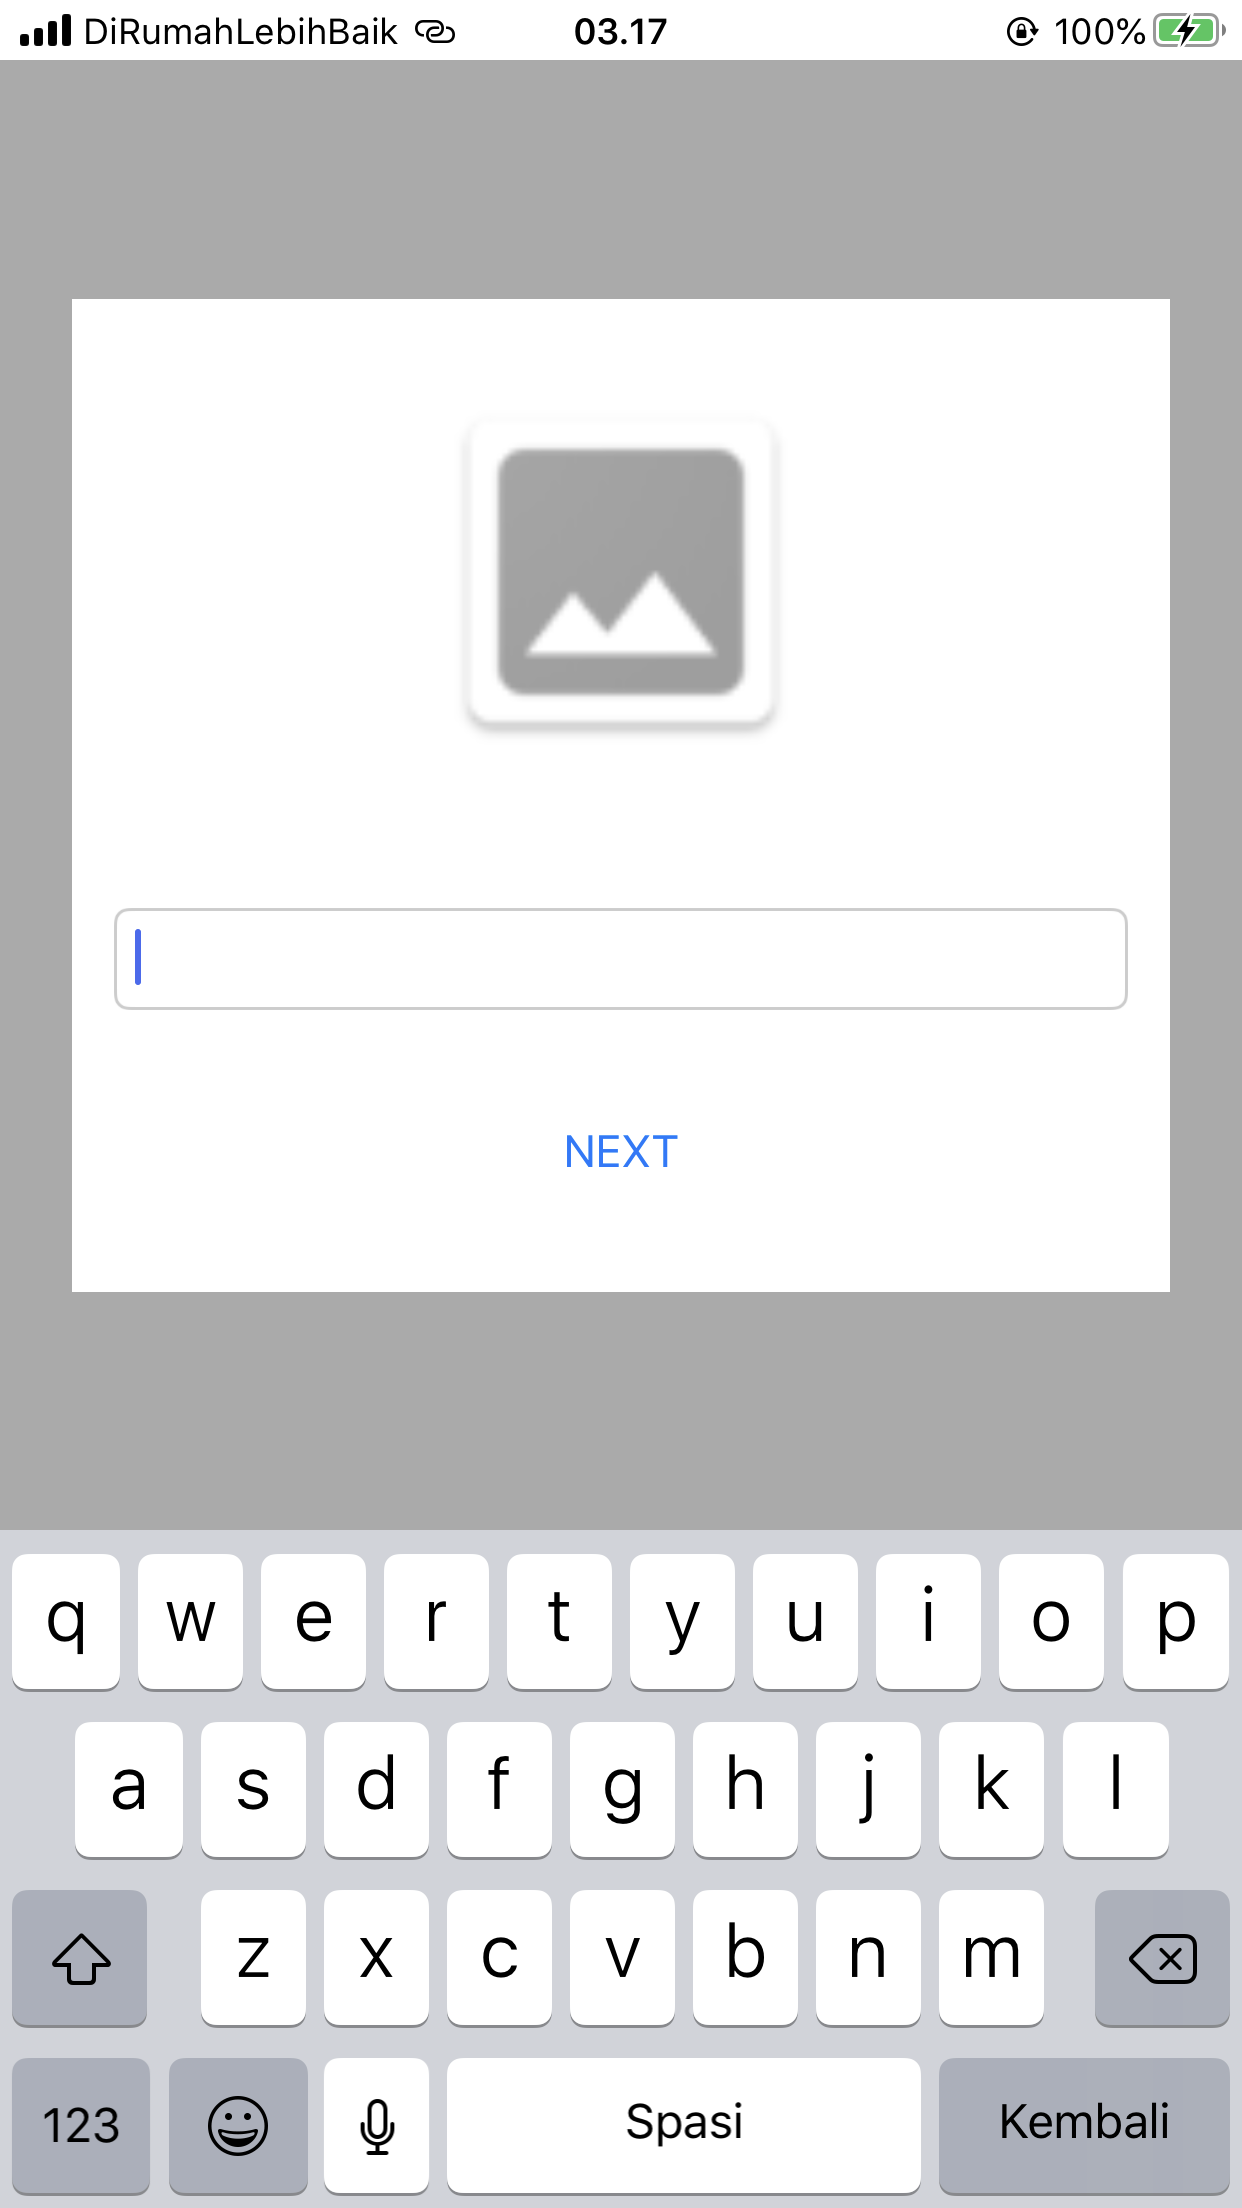 DiRumahLebihBaik 03.17 100%
NEXT
q w e r t y u i o p
a s d f g h j k l
z x c v b n m
123 Spasi Kembali